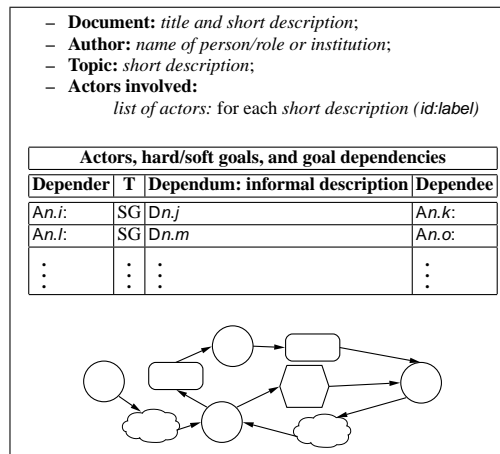 – Document: title and short description;
– Author: name of person/role or institution;
– Topic: short description;
– Actors involved:
list of actors: for each short description (id:label)
Actors, hard/soft goals, and goal dependencies
Depender T Dependum: informal description Dependee
An.i: SG Dn.j An.k:
An.l: SG Dn.m An.o: